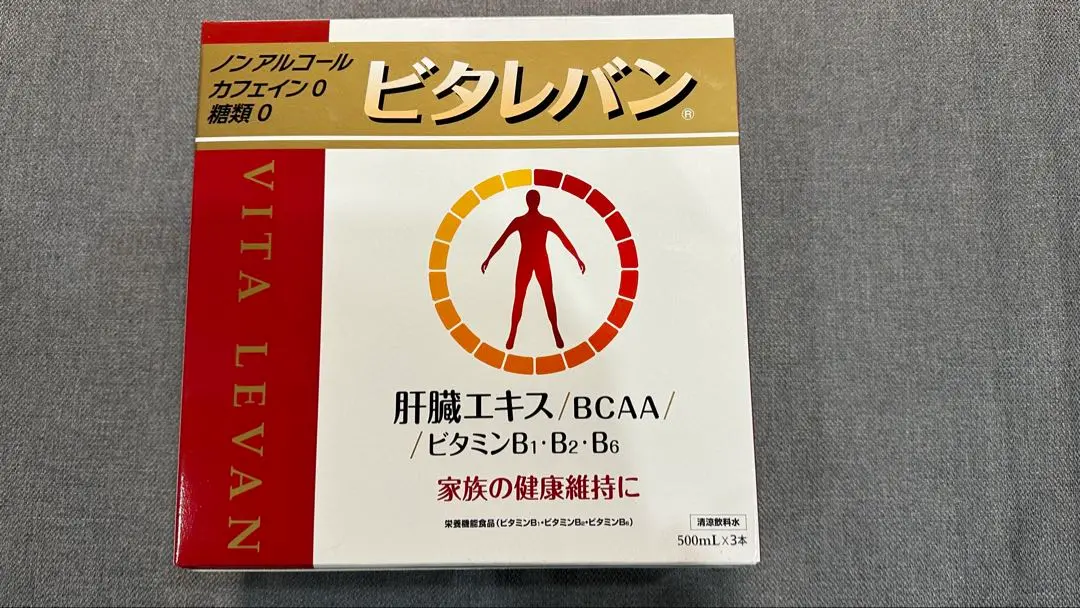 ノンアルコール
カフェイン0
糖類0
ビタレバン®
VITA LEVAN
肝臓エキス/BCAA/
/ビタミンB1・B2・B6
家族の健康維持に
栄養機能食品(ビタミンB1・ビタミンB2・ビタミンB6)
清涼飲料水
500mL×3本